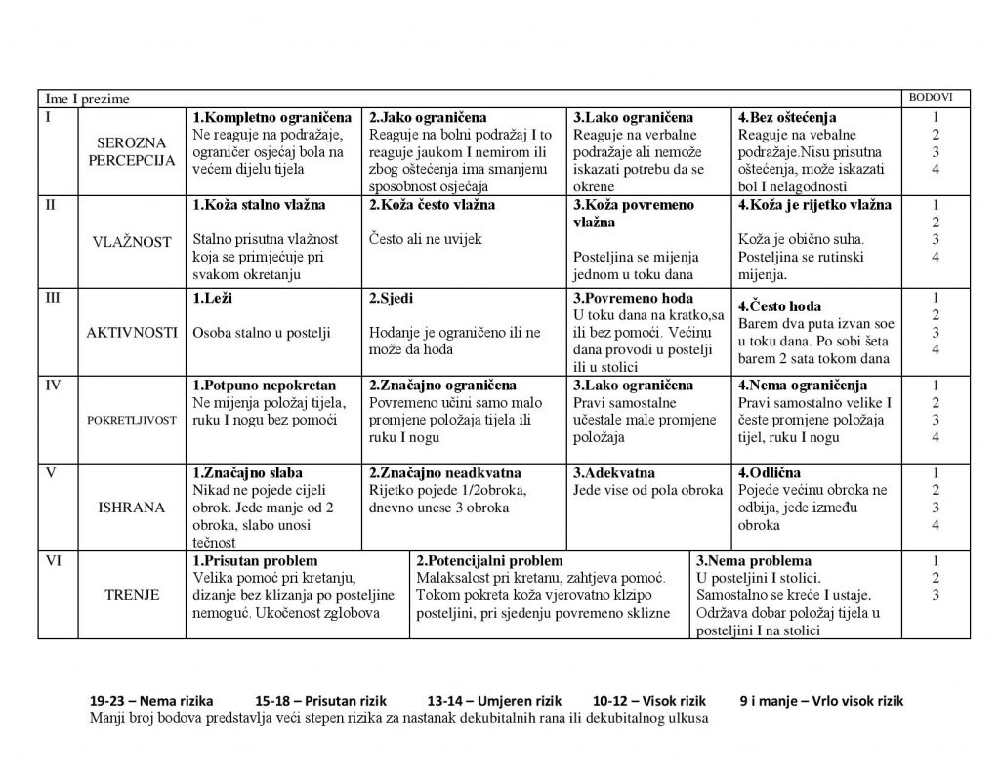 Ime I prezime
BODOVI
I
SEROZNA
PERCEPCIJA
1.Kompletno ograničena
Ne reaguje na podražaje,
ograničer osjećaj bola na
većem dijelu tijela
2.Jako ograničena
Reaguje na bolni podražaj I to
reaguje jaukom I nemirom ili
zbog oštećenja ima smanjenu
sposobnost osjećaja
3.Lako ograničena
Reaguje na verbalne
podražaje ali nemože
iskazati potrebu da se
okrene
4.Bez oštećenja
Reaguje na vebalne
podražaje.Nisu prisutna
oštećenja, može iskazati
bol I nelagodnosti
1
2
3
4
II
VLAŽNOST
1.Koža stalno vlažna
Stalno prisutna vlažnost
koja se primjećuje pri
svakom okretanju
2.Koža često vlažna
Često ali ne uvijek
3.Koža povremeno
vlažna
Posteljina se mijenja
jednom u toku dana
4.Koža je rijetko vlažna
Koža je obično suha.
Posteljina se rutinski
mijenja.
1
2
3
4
III
AKTIVNOSTI
1.Leži
Osoba stalno u postelji
2.Sjedi
Hodanje je ograničeno ili ne
može da hoda
3.Povremeno hoda
U toku dana na kratko,sa
ili bez pomoći. Većinu
dana provodi u postelji
ili u stolici
4.Često hoda
Barem dva puta izvan soe
u toku dana. Po sobi šeta
barem 2 sata tokom dana
1
2
3
4
IV
POKRETLJIVOST
1.Potpuno nepokretan
Ne mijenja položaj tijela,
ruku I nogu bez pomoći
2.Značajno ograničena
Povremeno učini samo malo
promjene položaja tijela ili
ruku I nogu
3.Lako ograničena
Pravi samostalne
učestale male promjene
položaja
4.Nema ograničenja
Pravi samostalno velike I
česte promjene položaja
tijel, ruku I nogu
1
2
3
4
V
ISHRANA
1.Značajno slaba
Nikad ne pojede cijeli
obrok. Jede manje od 2
obroka, slabo unosi
tečnost
2.Značajno neadkvatna
Rijetko pojede 1/2obroka,
dnevno unese 3 obroka
3.Adekvatna
Jede vise od pola obroka
4.Odlična
Pojede većinu obroka ne
odbija, jede između
obroka
1
2
3
4
VI
TRENJE
1.Prisutan problem
Velika pomoć pri kretanju,
dizanje bez klizanja po posteljine
nemoguć. Ukočenost zglobova
2.Potencijalni problem
Malaksalost pri kretanu, zahtjeva pomoć.
Tokom pokreta koža vjerovatno klzipo
posteljini, pri sjedenju povremeno sklizne
3.Nema problema
U posteljini I stolici.
Samostalno se kreće I ustaje.
Održava dobar položaj tijela u
posteljini I na stolici
1
2
3
19-23 – Nema rizika 15-18 – Prisutan rizik 13-14 – Umjeren rizik 10-12 – Visok rizik 9 i manje – Vrlo visok rizik
Manji broj bodova predstavlja veći stepen rizika za nastanak dekubitalnih rana ili dekubitalnog ulkusa